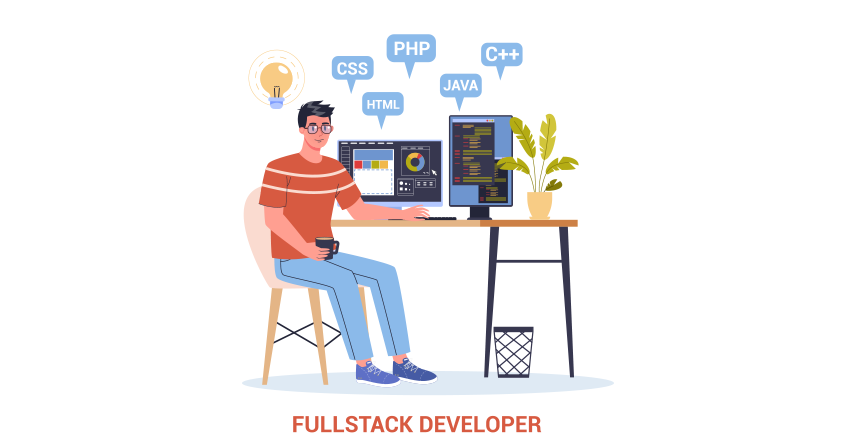 PHP
C++
CSS
JAVA
HTML
FULLSTACK DEVELOPER